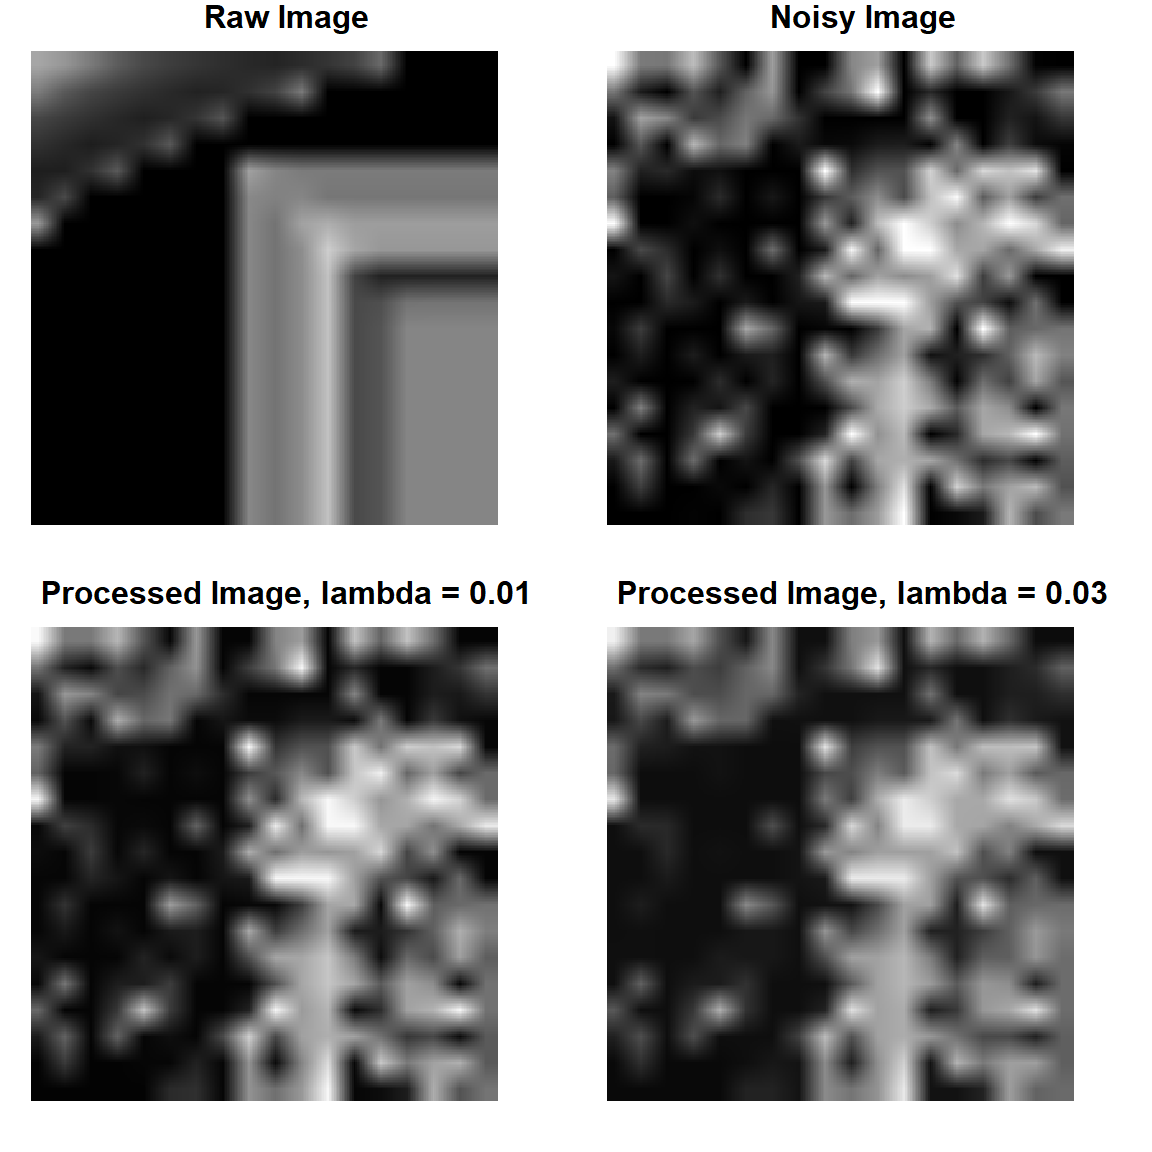 Raw Image
Noisy Image
Processed Image, lambda = 0.01
Processed Image, lambda = 0.03